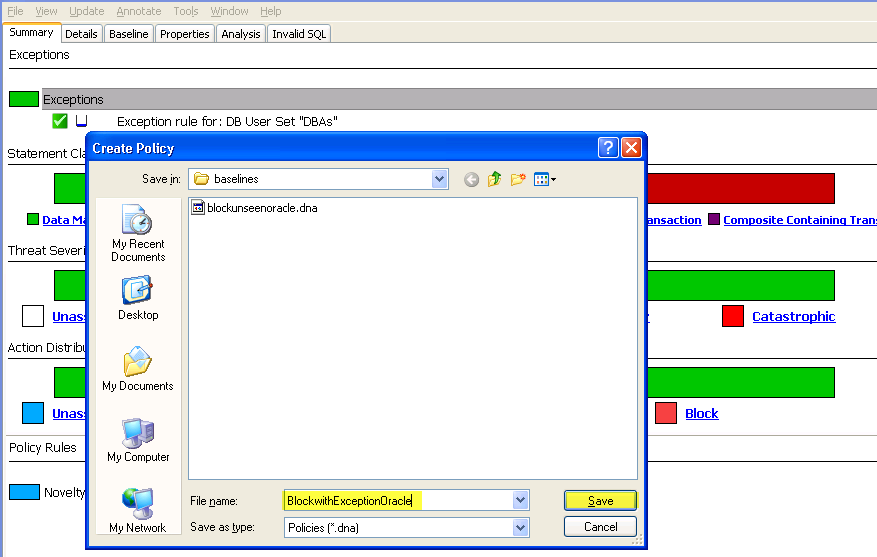 File View Update Annotate Tools Window Help
Summary Details Baseline Properties Analysis Invalid SQL
Exceptions
Exceptions
Exception rule for: DB User Set "DBAs"
Create Policy
Statement Cla
Save in: baselines
blockunseenoracle.dna
My Recent
Documents
Data Ma
ansaction Composite Containing Tran
Threat Severi
Desktop
Unass
Catastrophic
Action Distribu
My Documents
Unass
Block
Policy Rules
My Computer
Novelty
File name: BlockwithExceptionOracle Save
My Network
Save as type: Policies (*.dna) Cancel